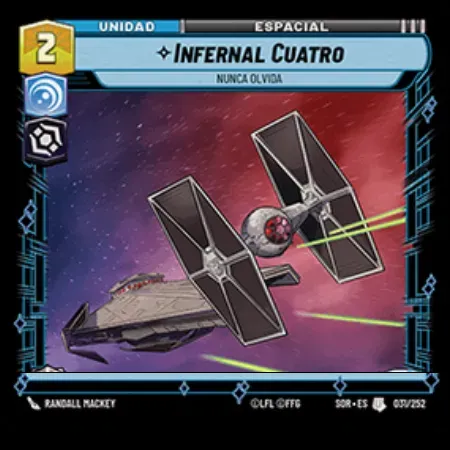 UNIDAD ESPACIAL
2
INFERNAL CUATRO
NUNCA OLVIDA
RANDALL MACKEY ©LFL ©FFG SOR • ES 031/252